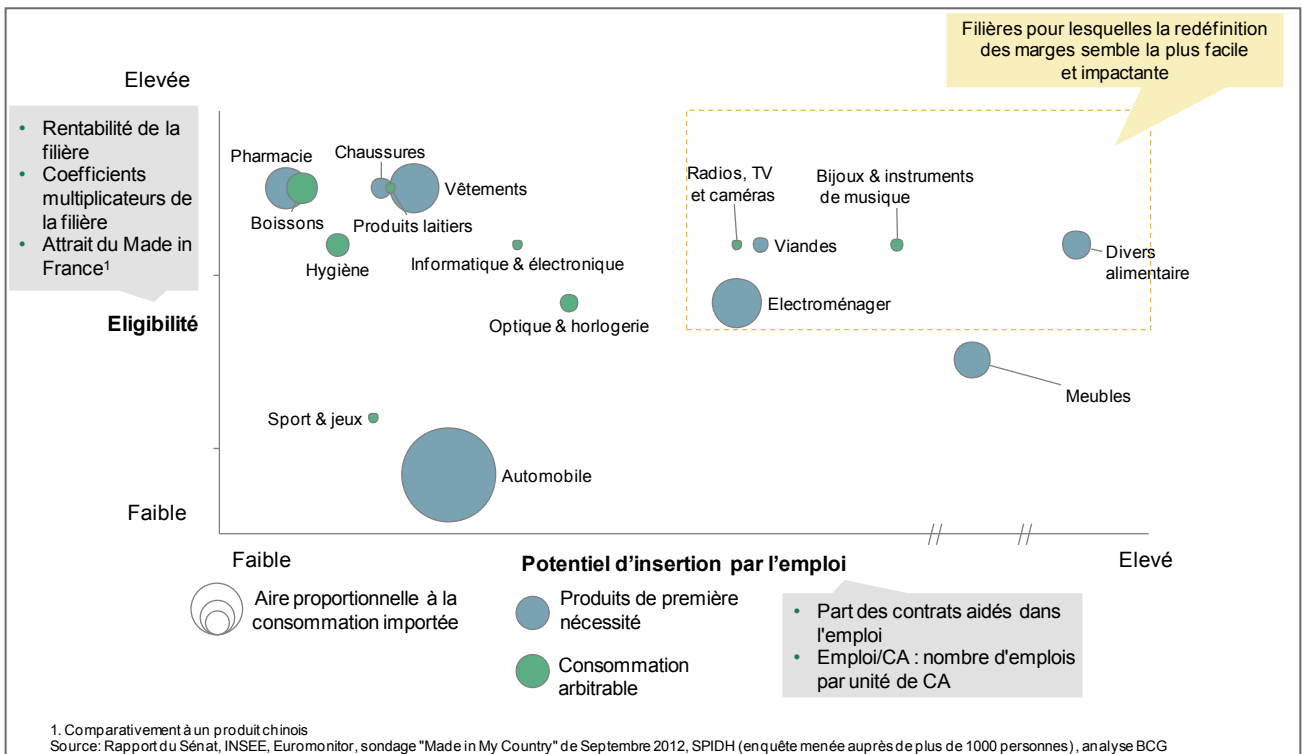 Filières pour lesquelles la redéfinition
des marges semble la plus facile
et impactante
Elevée
• Rentabilité de la
filière
• Coefficients
multiplicateurs de
la filière
• Attrait du Made in
France1
Eligibilité
Faible
Pharmacie
Chaussures
Vêtements
Boissons
Produits laitiers
Hygiène
Informatique & électronique
Optique & horlogerie
Radios, TV
et caméras
Bijoux & instruments
de musique
Viandes
Divers
alimentaire
Electroménager
Meubles
Sport & jeux
Automobile
Faible
Potentiel d'insertion par l'emploi
Elevé
Aire proportionnelle à la
consommation importée
Produits de première
nécessité
Consommation
arbitrable
• Part des contrats aidés dans
l'emploi
• Emploi/CA : nombre d'emplois
par unité de CA
1. Comparativement à un produit chinois
Source: Rapport du Sénat, INSEE, Euromonitor, sondage "Made in My Country" de Septembre 2012, SPIDH (enquête menée auprès de plus de 1000 personnes), analyse BCG